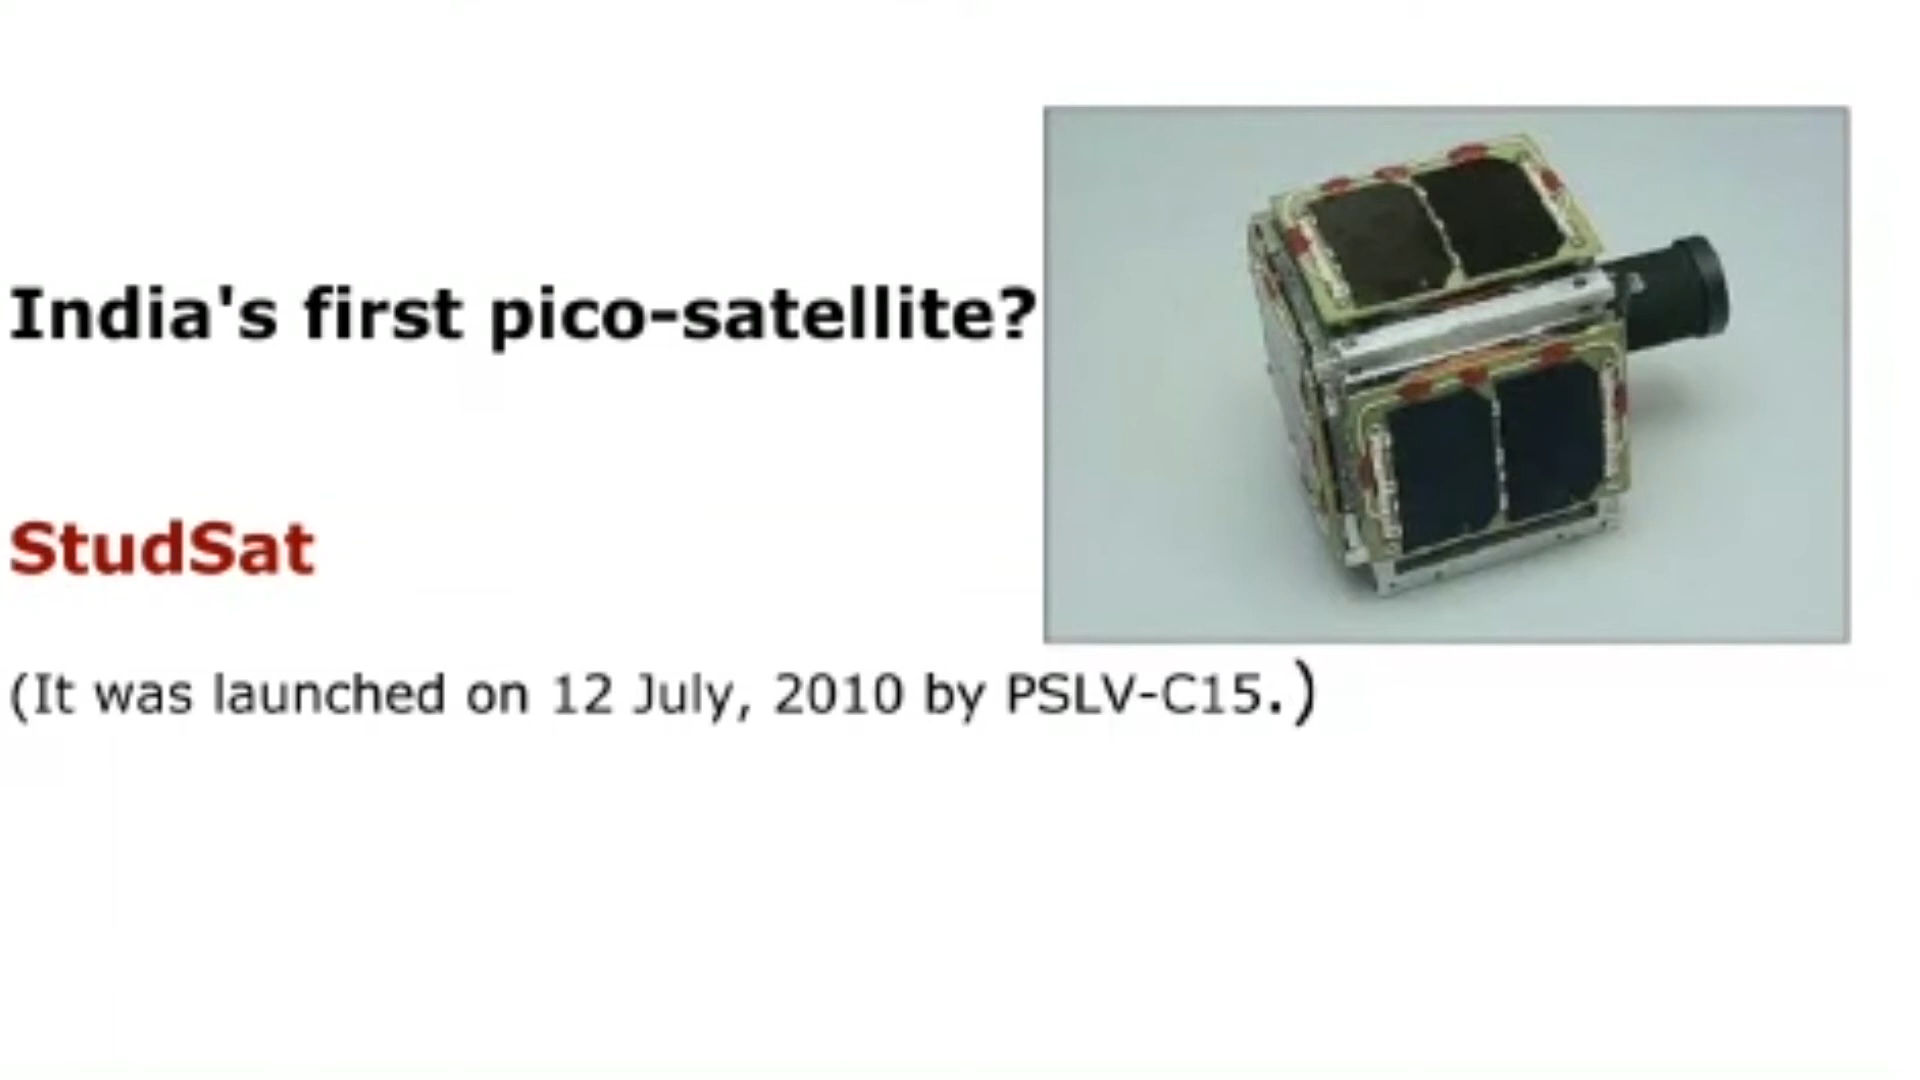 India's first pico-satellite?
StudSat
(It was launched on 12 July, 2010 by PSLV-C15.)